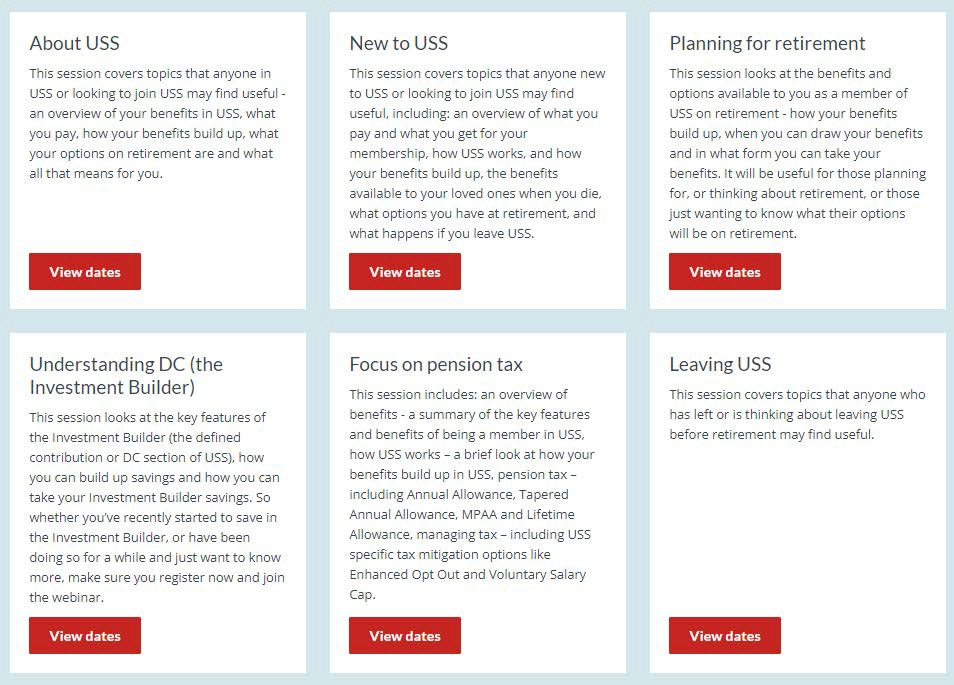 About USS
This session covers topics that anyone in
USS or looking to join USS may find useful -
an overview of your benefits in USS, what
you pay, how your benefits build up, what
your options on retirement are and what
all that means for you.
View dates
New to USS
This session covers topics that anyone new
to USS or looking to join USS may find
useful, including: an overview of what you
pay and what you get for your
membership, how USS works, and how
your benefits build up, the benefits
available to your loved ones when you die,
what options you have at retirement, and
what happens if you leave USS.
View dates
Planning for retirement
This session looks at the benefits and
options available to you as a member of
USS on retirement - how your benefits
build up, when you can draw your benefits
and in what form you can take your
benefits. It will be useful for those planning
for, or thinking about retirement, or those
just wanting to know what their options
will be on retirement.
View dates
Understanding DC (the
Investment Builder)
This session looks at the key features of
the Investment Builder (the defined
contribution or DC section of USS), how
you can build up savings and how you can
take your Investment Builder savings. So
whether you’ve recently started to save in
the Investment Builder, or have been
doing so for a while and just want to know
more, make sure you register now and join
the webinar.
View dates
Focus on pension tax
This session includes: an overview of
benefits - a summary of the key features
and benefits of being a member in USS,
how USS works – a brief look at how your
benefits build up in USS, pension tax –
including Annual Allowance, Tapered
Annual Allowance, MPAA and Lifetime
Allowance, managing tax – including USS
specific tax mitigation options like
Enhanced Opt Out and Voluntary Salary
Cap.
View dates
Leaving USS
This session covers topics that anyone who
has left or is thinking about leaving USS
before retirement may find useful.
View dates